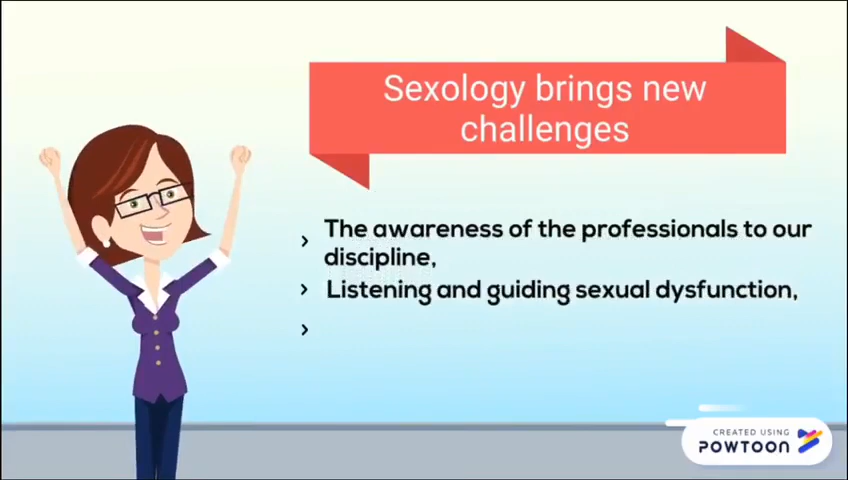 Sexology brings new
challenges
› The awareness of the professionals to our
discipline,
› Listening and guiding sexual dysfunction,
›
CREATED USING
POWTOON